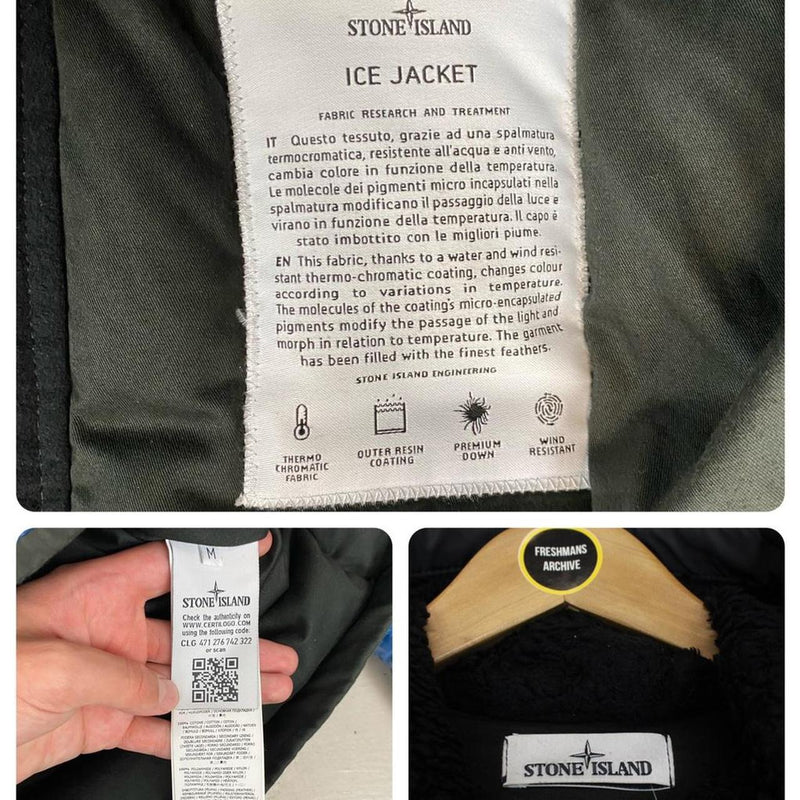 STONE ISLAND
ICE JACKET
FABRIC RESEARCH AND TREATMENT
IT Questo tessuto, grazie ad una spalmatura
termocromatica, resistente all'acqua e anti vento,
cambia colore in funzione della temperatura.
Le molecole dei pigmenti micro incapsulati nella
spalmatura modificano il passaggio della luce e
virano in funzione della temperatura. Il capo è
stato imbottito con le migliori piume.
EN This fabric, thanks to a water and wind resi-
stant thermo-chromatic coating, changes colour
according to variations in temperature.
The molecules of the coating's micro-encapsulated
pigments modify the passage of the light and
morph in relation to temperature. The garment
has been filled with the finest feathers.
STONE ISLAND ENGINEERING
THERMO
CHROMATIC
FABRIC
OUTER RESIN
COATING
PREMIUM
DOWN
WIND
RESISTANT
M
STONE ISLAND
Check the authenticity on
WWW.CERTILOGO.COM
using the following code:
CLG 471 276 742 322
or scan
FODERA SECONDARIA / SECONDARY LINING /
FRESHMANS
ARCHIVE
STONE ISLAND